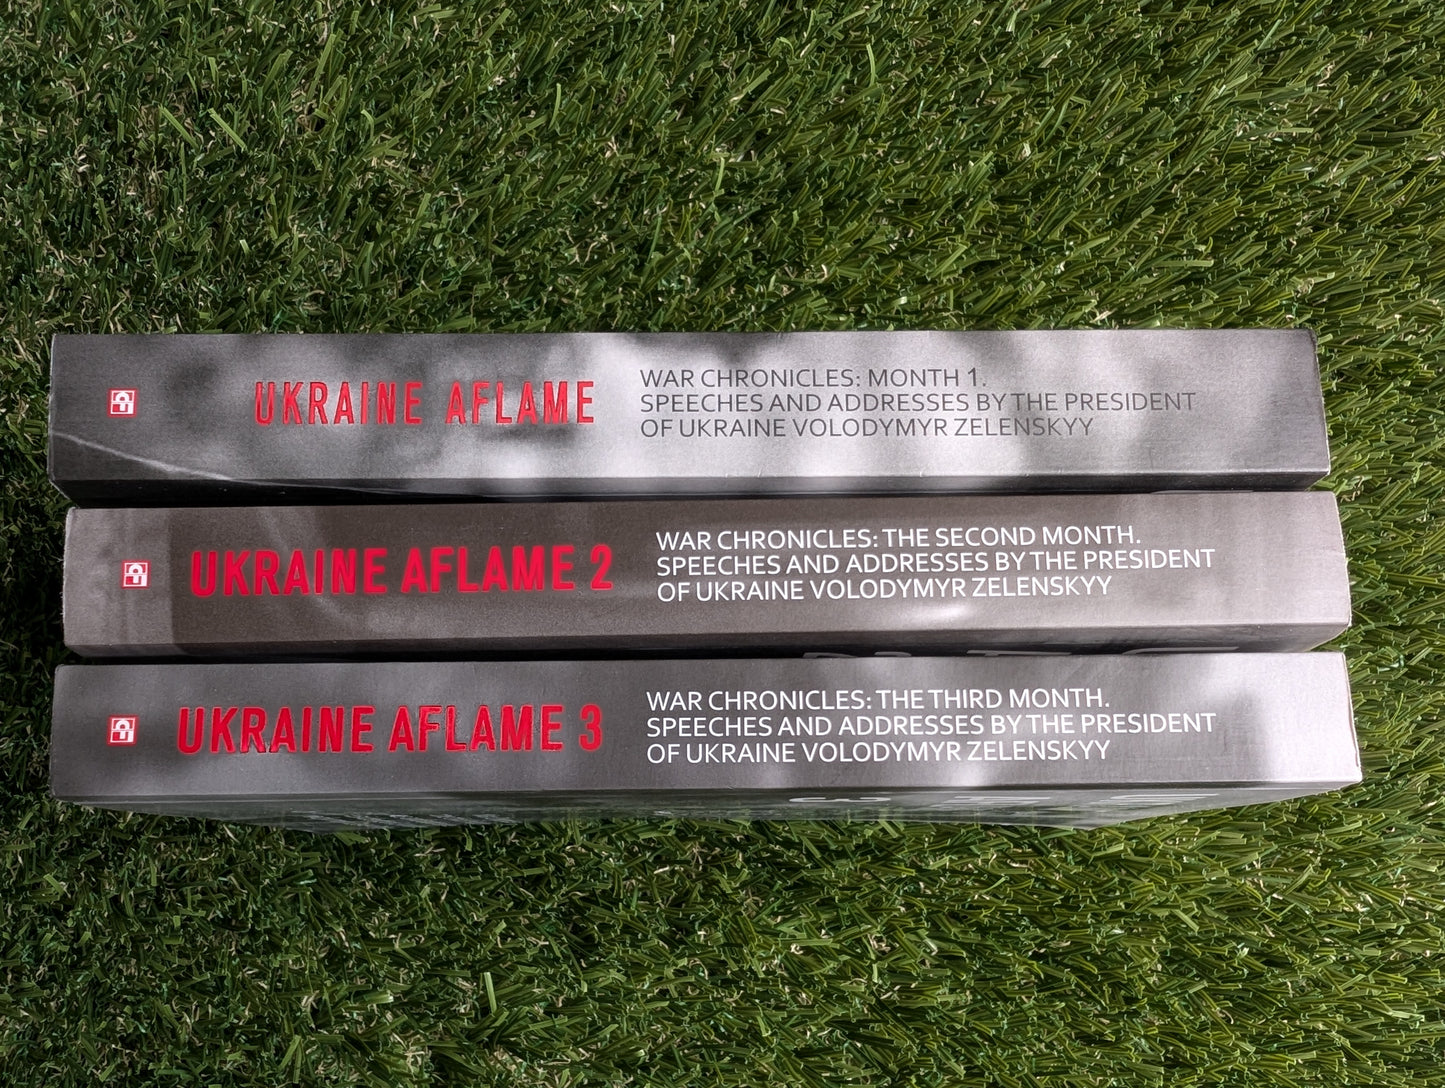 UKRAINE AFLAME
WAR CHRONICLES: MONTH 1.
SPEECHES AND ADDRESSES BY THE PRESIDENT
OF UKRAINE VOLODYMYR ZELENSKYY
UKRAINE AFLAME 2
WAR CHRONICLES: THE SECOND MONTH.
SPEECHES AND ADDRESSES BY THE PRESIDENT
OF UKRAINE VOLODYMYR ZELENSKYY
UKRAINE AFLAME 3
WAR CHRONICLES: THE THIRD MONTH.
SPEECHES AND ADDRESSES BY THE PRESIDENT
OF UKRAINE VOLODYMYR ZELENSKYY